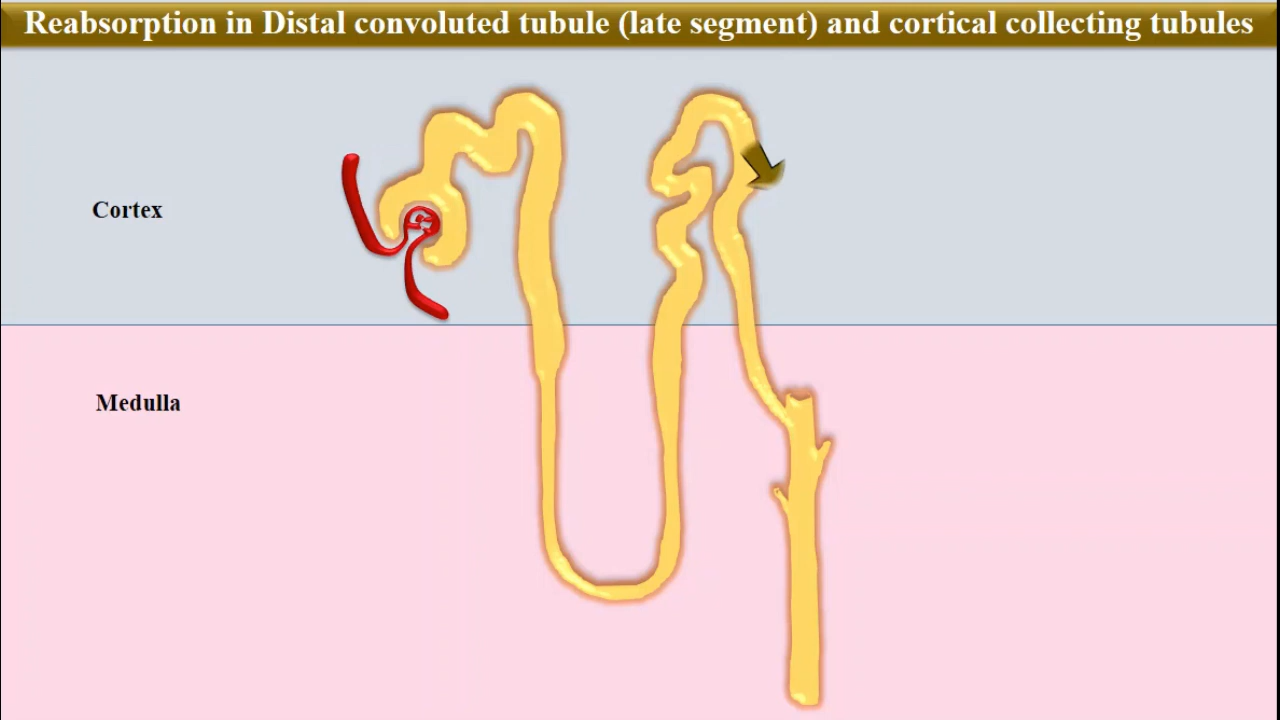 Reabsorption in Distal convoluted tubule (late segment) and cortical collecting tubules
Cortex
Medulla